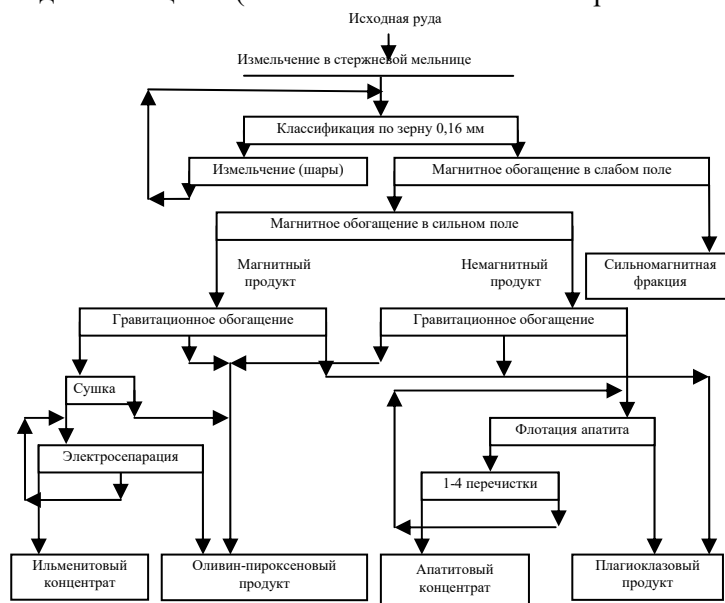 Исходная руда
Измельчение в стержневой мельнице
Классификация по зерну 0,16 мм
Измельчение (шары)
Магнитное обогащение в слабом поле
Магнитное обогащение в сильном поле
Магнитный
продукт
Немагнитный
продукт
Сильномагнитная
фракция
Гравитационное обогащение
Гравитационное обогащение
Сушка
Флотация апатита
Электросепарация
1-4 перечистки
Ильменитовый
концентрат
Оливин-пироксеновый
продукт
Апатитовый
концентрат
Плагиоклазовый
продукт